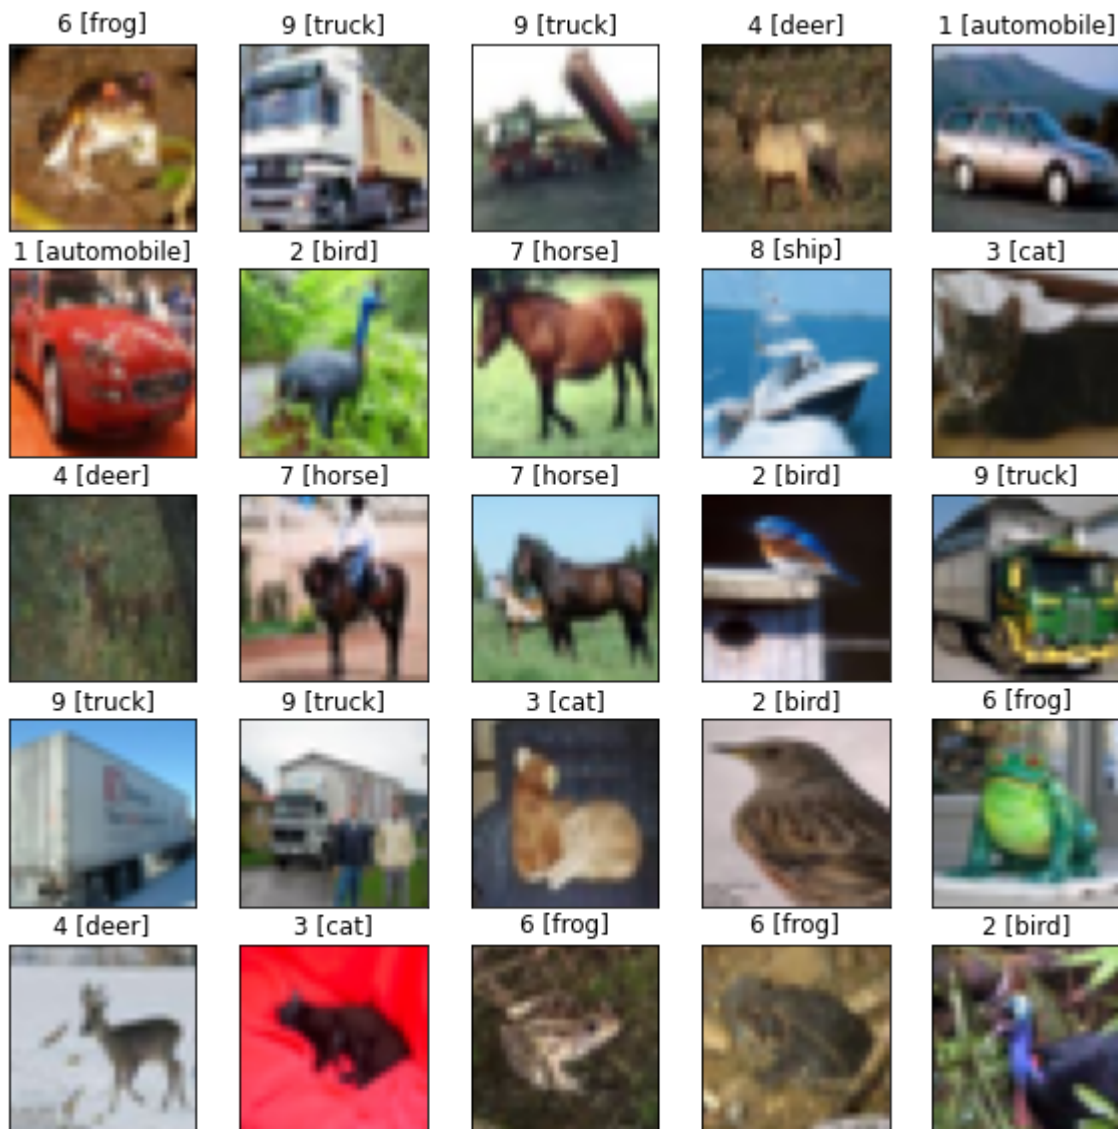 6 [frog] 9 [truck] 9 [truck] 4 [deer] 1 [automobile]
1 [automobile] 2 [bird] 7 [horse] 8 [ship] 3 [cat]
4 [deer] 7 [horse] 7 [horse] 2 [bird] 9 [truck]
9 [truck] 9 [truck] 3 [cat] 2 [bird] 6 [frog]
4 [deer] 3 [cat] 6 [frog] 6 [frog] 2 [bird]